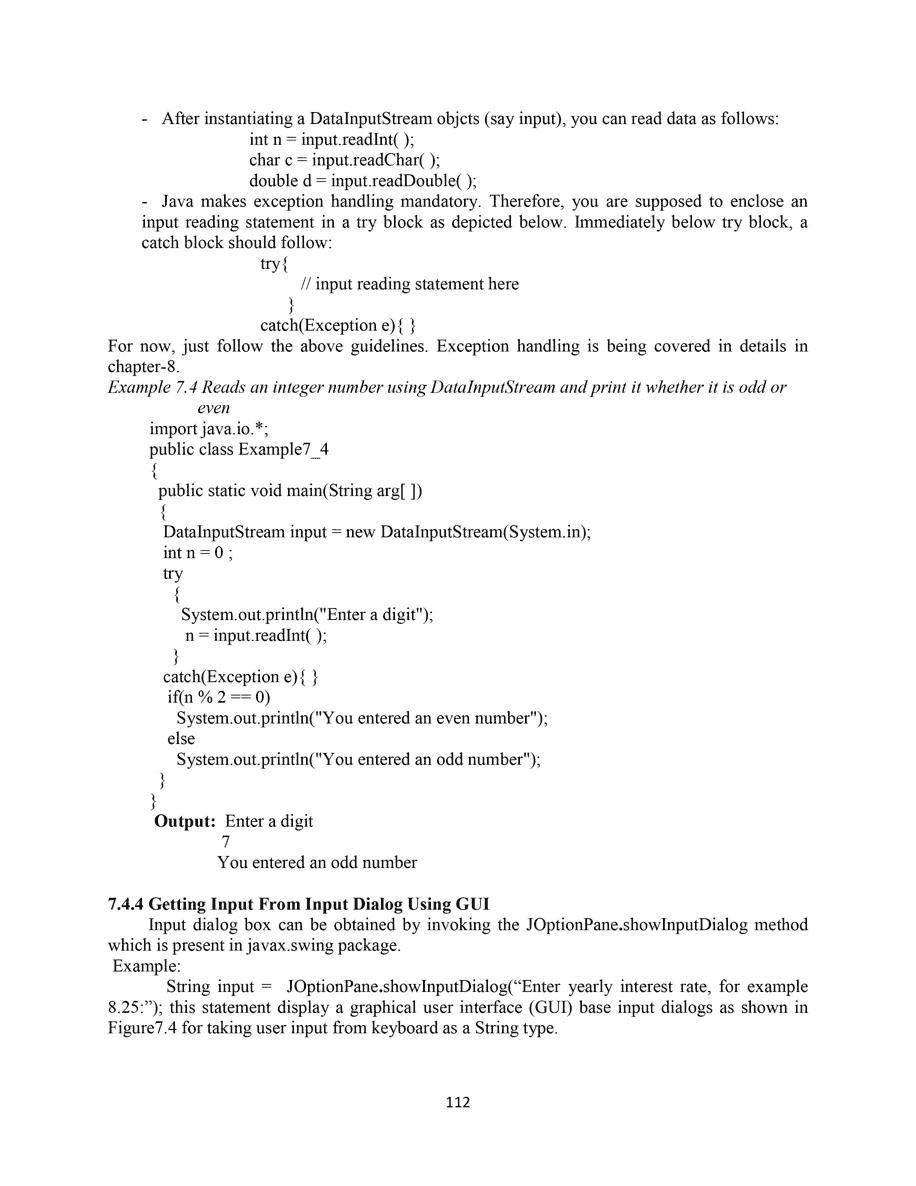 - After instantiating a DataInputStream objcts (say input), you can read data as follows:
int n = input.readInt( );
char c = input.readChar( );
double d = input.readDouble( );
- Java makes exception handling mandatory. Therefore, you are supposed to enclose an
input reading statement in a try block as depicted below. Immediately below try block, a
catch block should follow:
try{
// input reading statement here
}
catch(Exception e){ }
For now, just follow the above guidelines. Exception handling is being covered in details in
chapter-8.
Example 7.4 Reads an integer number using DataInputStream and print it whether it is odd or
even
import java.io.*;
public class Example7_4
{
public static void main(String arg[ ])
{
DataInputStream input = new DataInputStream(System.in);
int n = 0 ;
try
{
System.out.println("Enter a digit");
n = input.readInt( );
}
catch(Exception e){ }
if(n % 2 == 0)
System.out.println("You entered an even number");
else
System.out.println("You entered an odd number");
}
}
Output: Enter a digit
7
You entered an odd number
7.4.4 Getting Input From Input Dialog Using GUI
Input dialog box can be obtained by invoking the JOptionPane.showInputDialog method
which is present in javax.swing package.
Example:
String input = JOptionPane.showInputDialog(“Enter yearly interest rate, for example
8.25:”); this statement display a graphical user interface (GUI) base input dialogs as shown in
Figure7.4 for taking user input from keyboard as a String type.
112